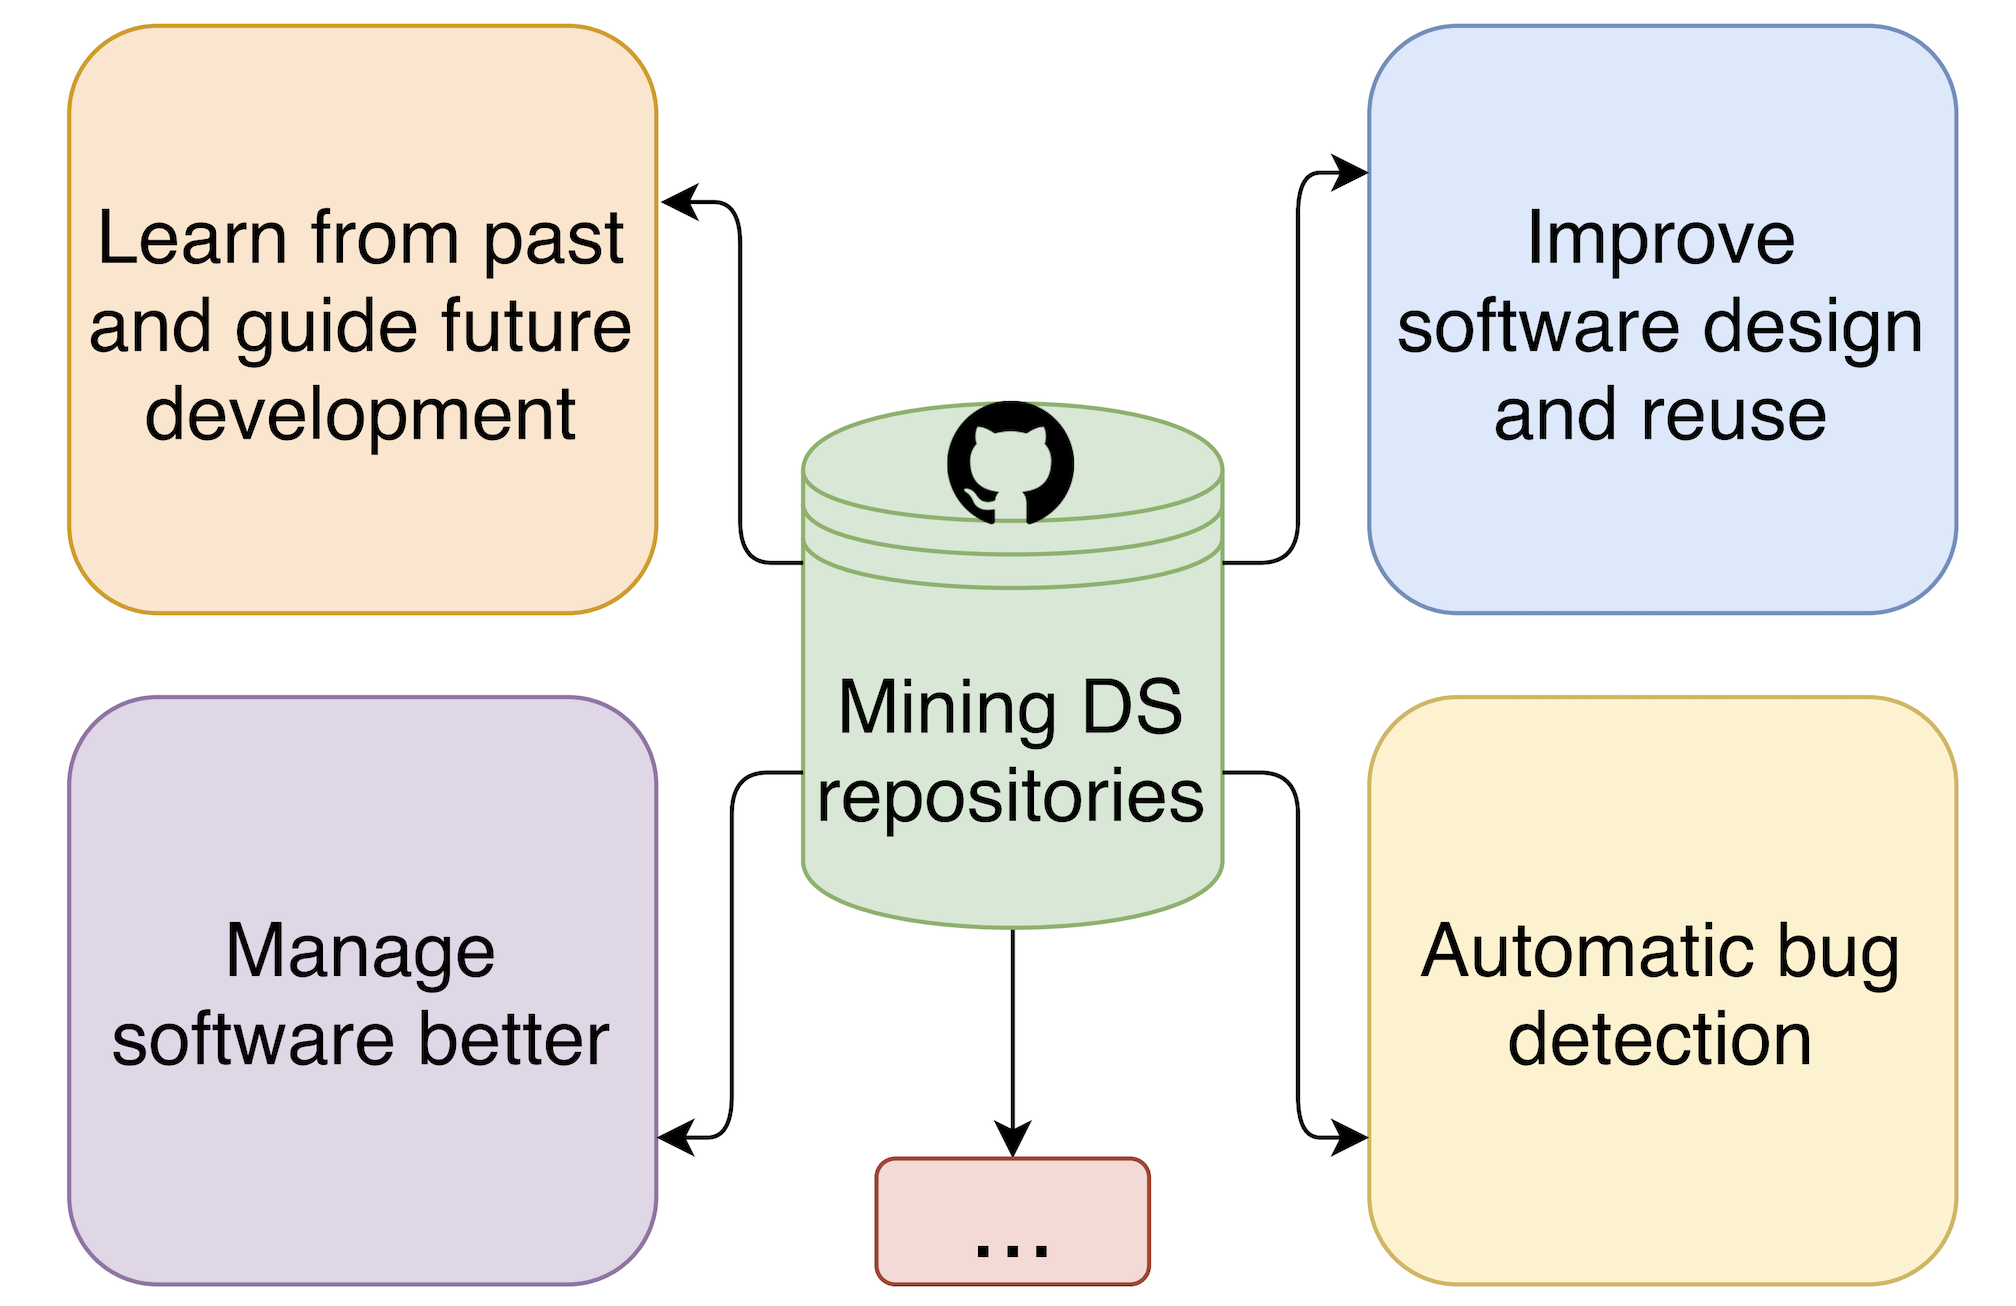 Learn from past
and guide future
development
Improve
software design
and reuse
Mining DS
repositories
Manage
software better
Automatic bug
detection
...